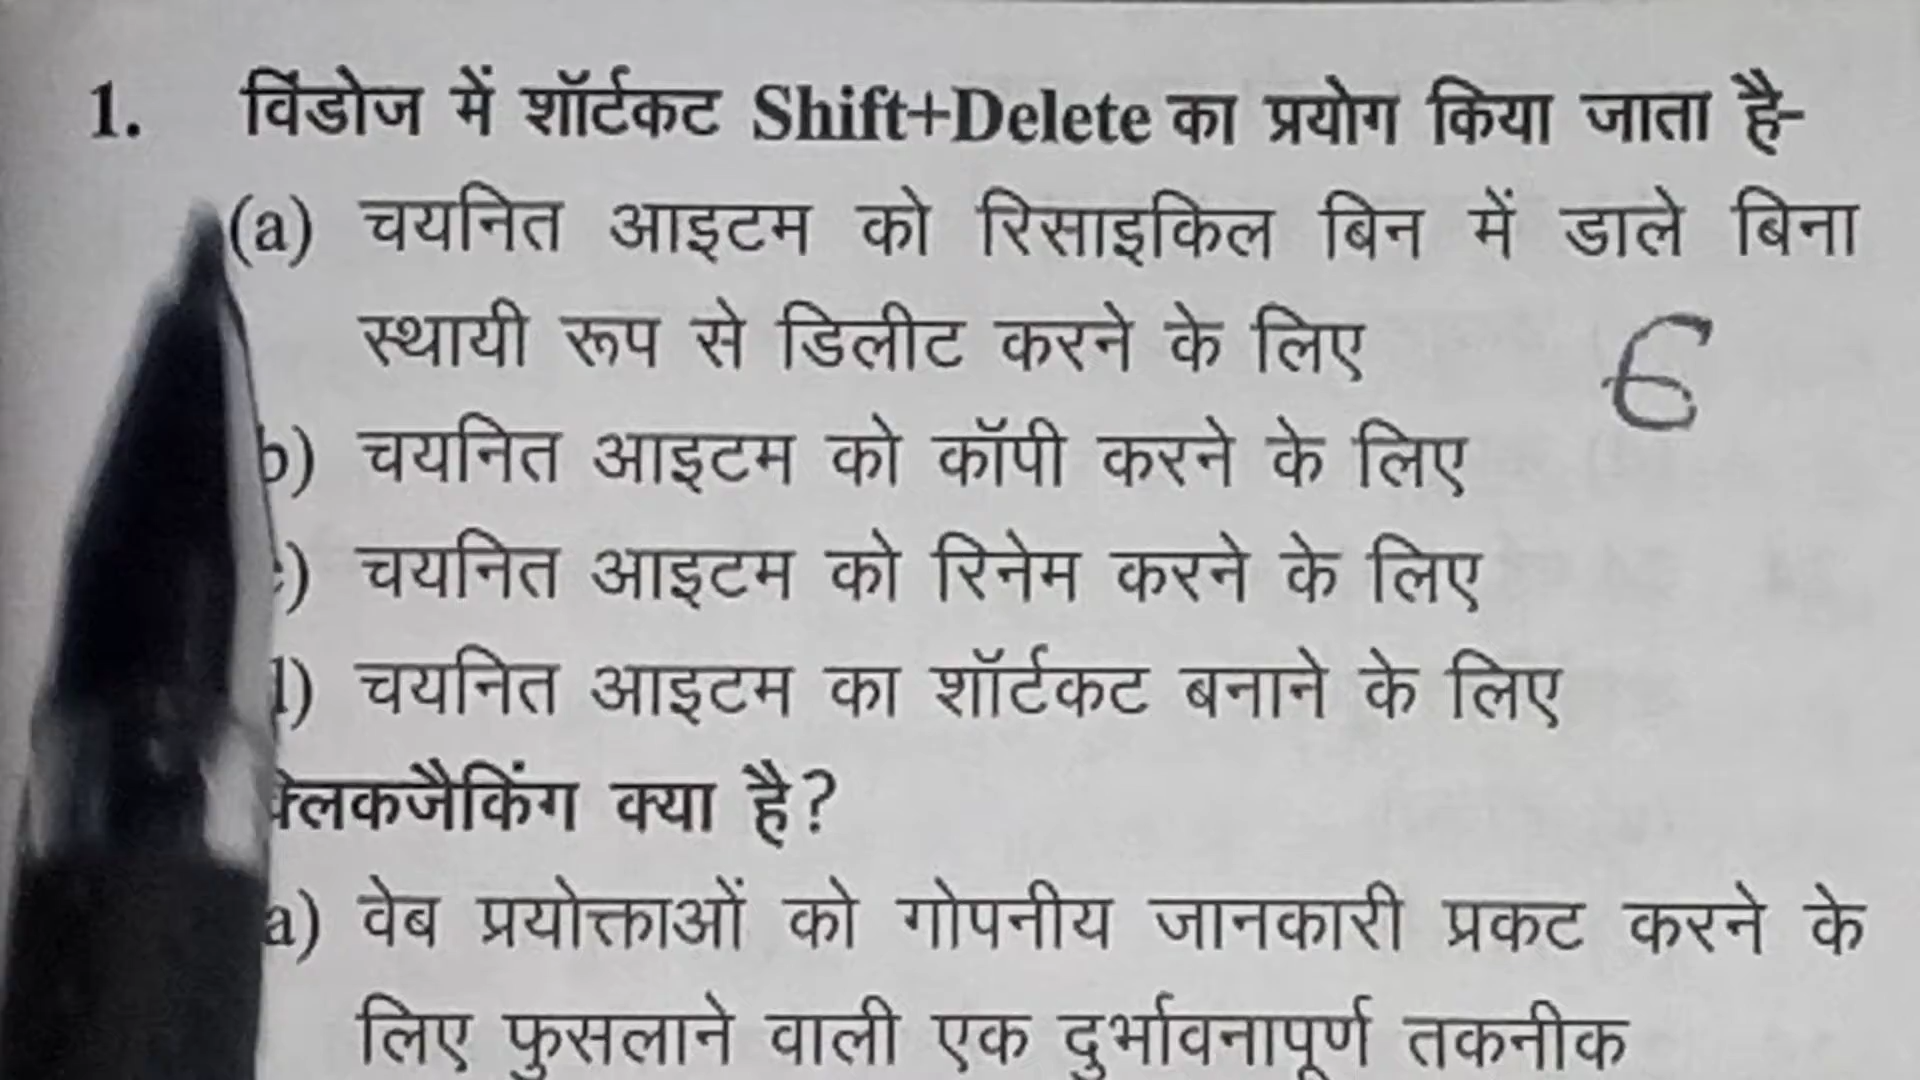 1. विंडोज में शॉर्टकट Shift+Delete का प्रयोग किया जाता है-
(a) चयनित आइटम को रिसाइकिल बिन में डाले बिना
स्थायी रूप से डिलीट करने के लिए
6
b) चयनित आइटम को कॉपी करने के लिए
c) चयनित आइटम को रिनेम करने के लिए
d) चयनित आइटम का शॉर्टकट बनाने के लिए
क्लिकजैकिंग क्या है?
a) वेब प्रयोक्ताओं को गोपनीय जानकारी प्रकट करने के
लिए फुसलाने वाली एक दुर्भावनापूर्ण तकनीक